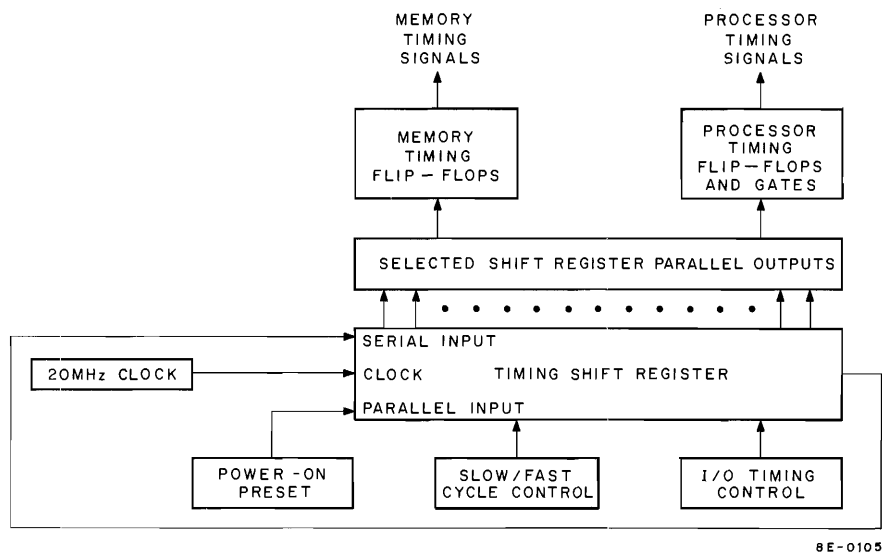 MEMORY
TIMING
SIGNALS
PROCESSOR
TIMING
SIGNALS
MEMORY
TIMING
FLIP-FLOPS
PROCESSOR
TIMING
FLIP-FLOPS
AND GATES
SELECTED SHIFT REGISTER PARALLEL OUTPUTS
SERIAL INPUT
20MHz CLOCK
CLOCK
TIMING SHIFT REGISTER
PARALLEL INPUT
POWER-ON
PRESET
SLOW/FAST
CYCLE CONTROL
I/O TIMING
CONTROL
8E-0105